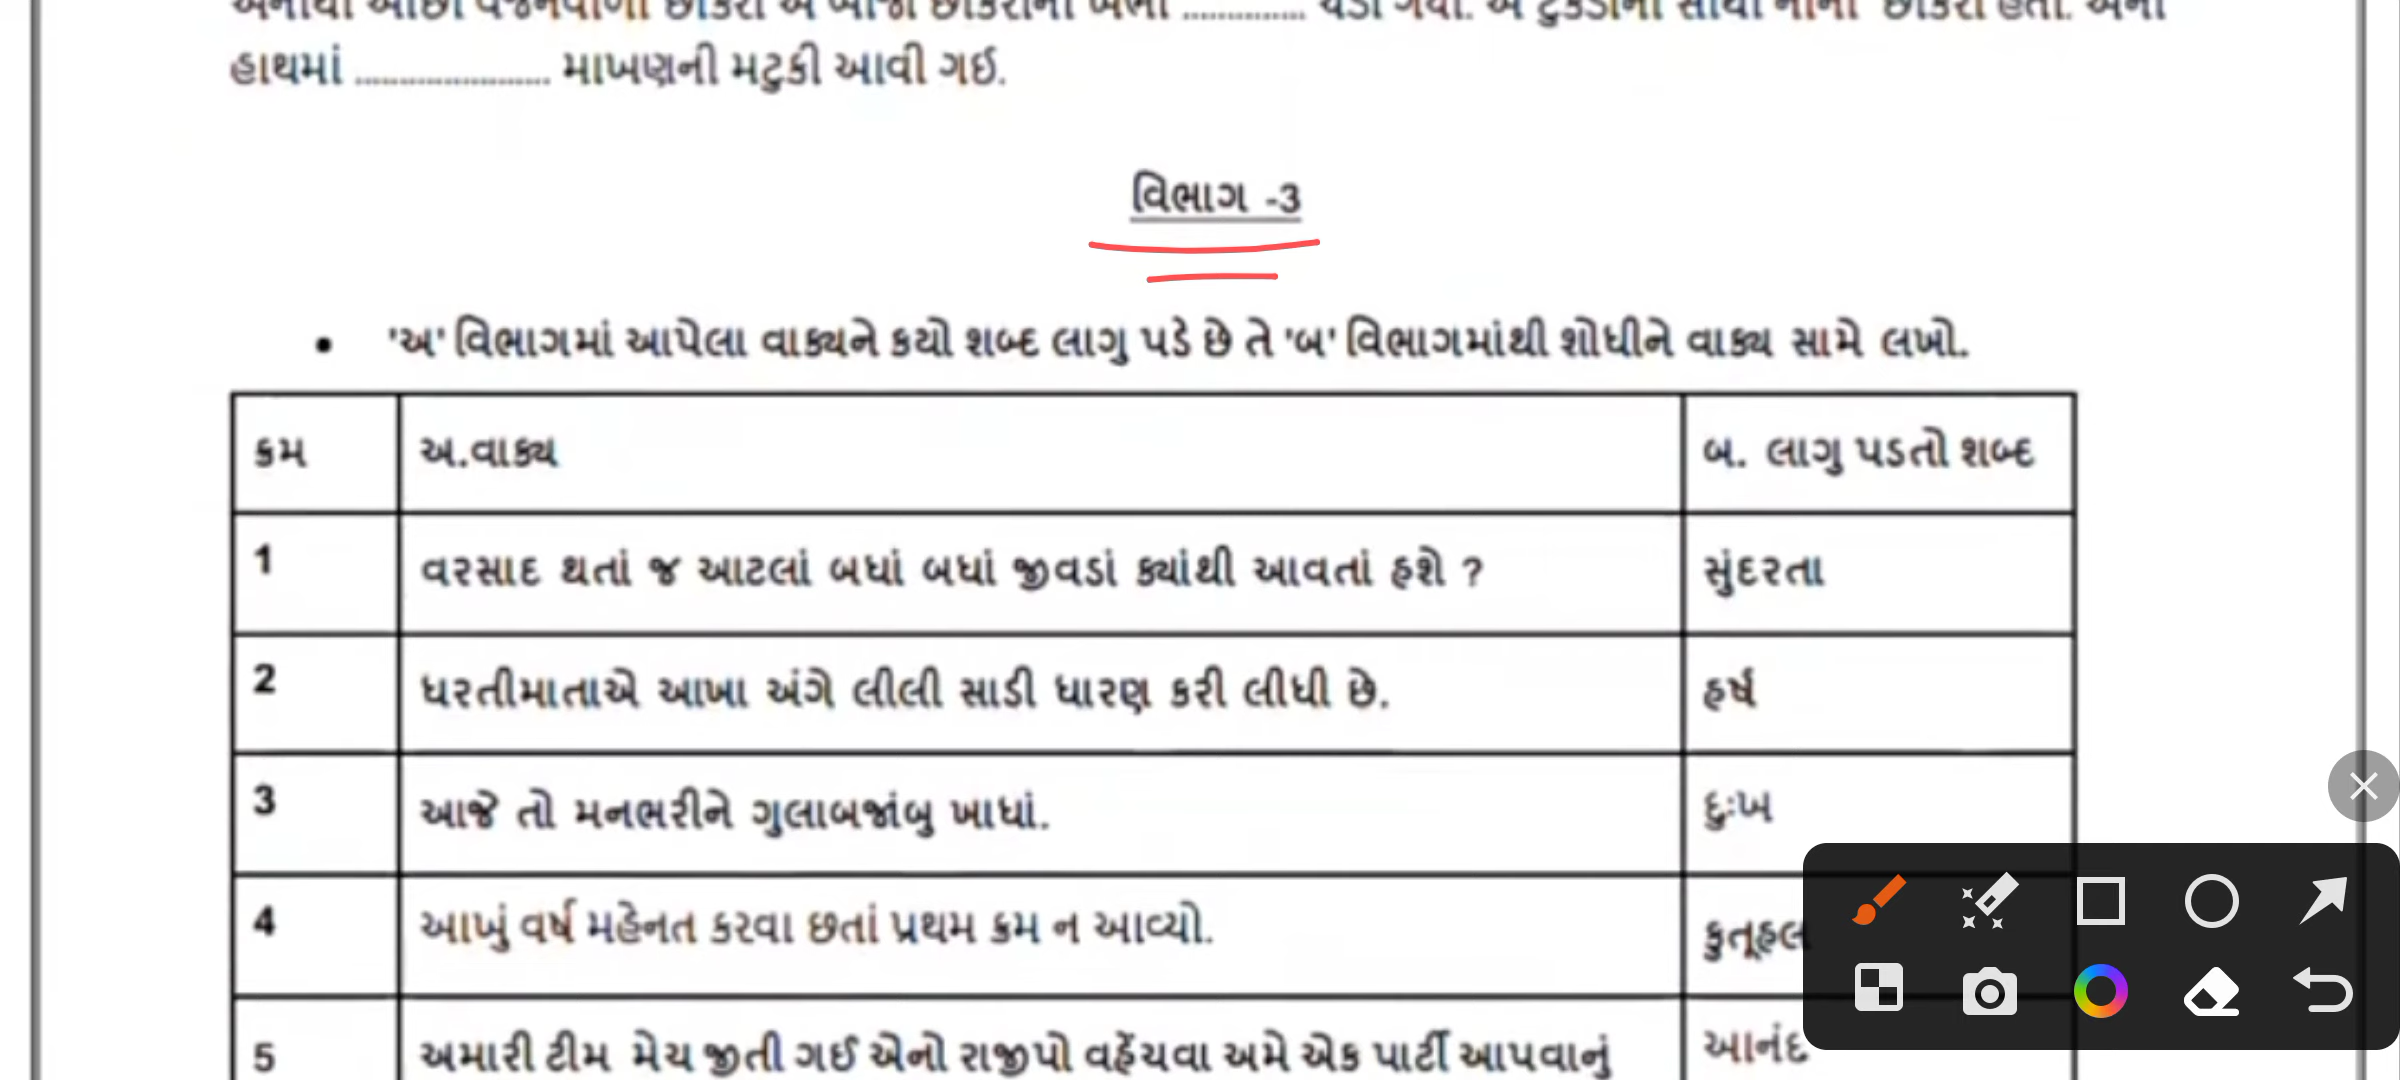 હાથમાં ...................... માખણની મટુકી આવી ગઈ.
વિભાગ -3
• 'અ' વિભાગમાં આપેલા વાક્યને કયો શબ્દ લાગુ પડે છે તે 'બ' વિભાગમાંથી શોધીને વાક્ય સામે લખો.
ક્રમ અ.વાક્ય બ. લાગુ પડતો શબ્દ
1 વરસાદ થતાં જ આટલાં બધાં બધાં જીવડાં ક્યાંથી આવતાં હશે ? સુંદરતા
2 ધરતીમાતાએ આખા અંગે લીલી સાડી ધારણ કરી લીધી છે. હર્ષ
3 આજે તો મનભરીને ગુલાબજાંબુ ખાધાં. દુઃખ
4 આખું વર્ષ મહેનત કરવા છતાં પ્રથમ ક્રમ ન આવ્યો. કુતૂહલ
5 અમારી ટીમ મેચ જીતી ગઈ એનો રાજીપો વહેંચવા અમે એક પાર્ટી આપવાનું આનંદ